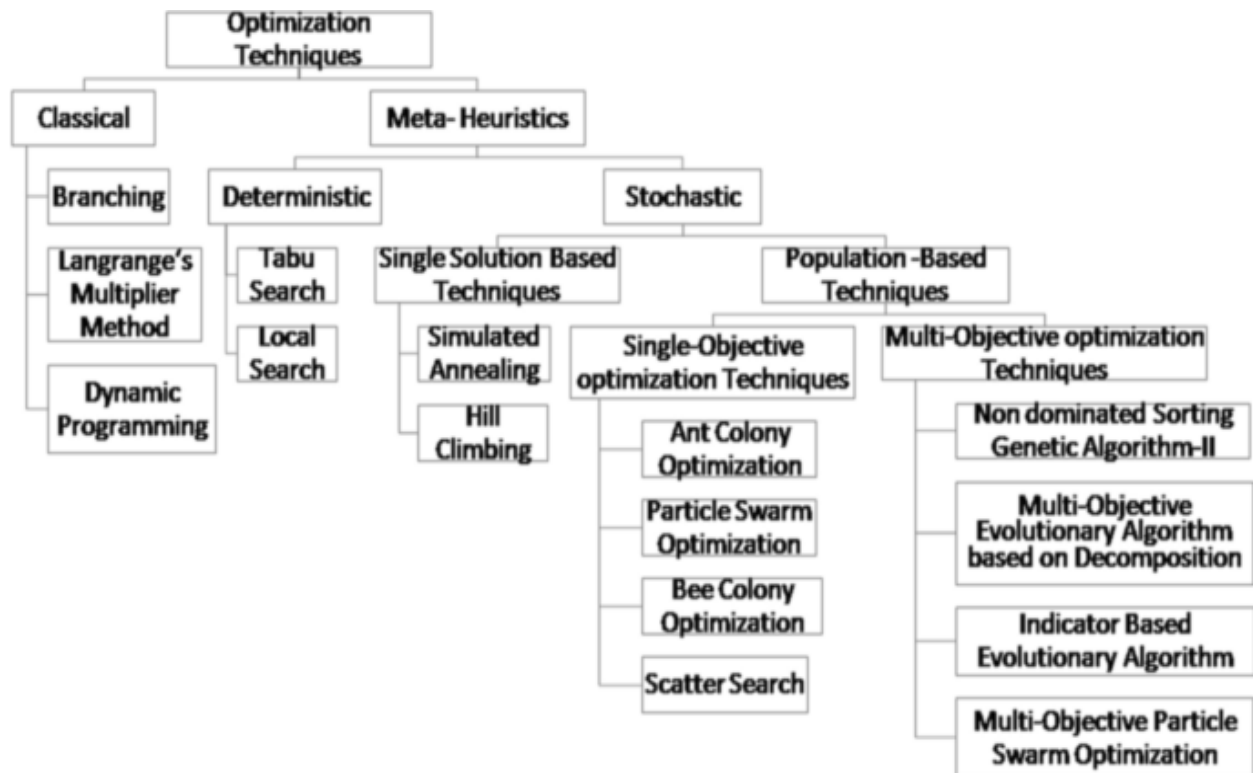 Optimization
Techniques
Classical
Meta- Heuristics
Branching
Deterministic
Stochastic
Langrange's
Multiplier
Method
Tabu
Search
Single Solution Based
Techniques
Population -Based
Techniques
Dynamic
Programming
Local
Search
Simulated
Annealing
Hill
Climbing
Single-Objective
optimization Techniques
Multi-Objective optimization
Techniques
Ant Colony
Optimization
Particle Swarm
Optimization
Bee Colony
Optimization
Scatter Search
Non dominated Sorting
Genetic Algorithm-II
Multi-Objective
Evolutionary Algorithm
based on Decomposition
Indicator Based
Evolutionary Algorithm
Multi-Objective Particle
Swarm Optimization